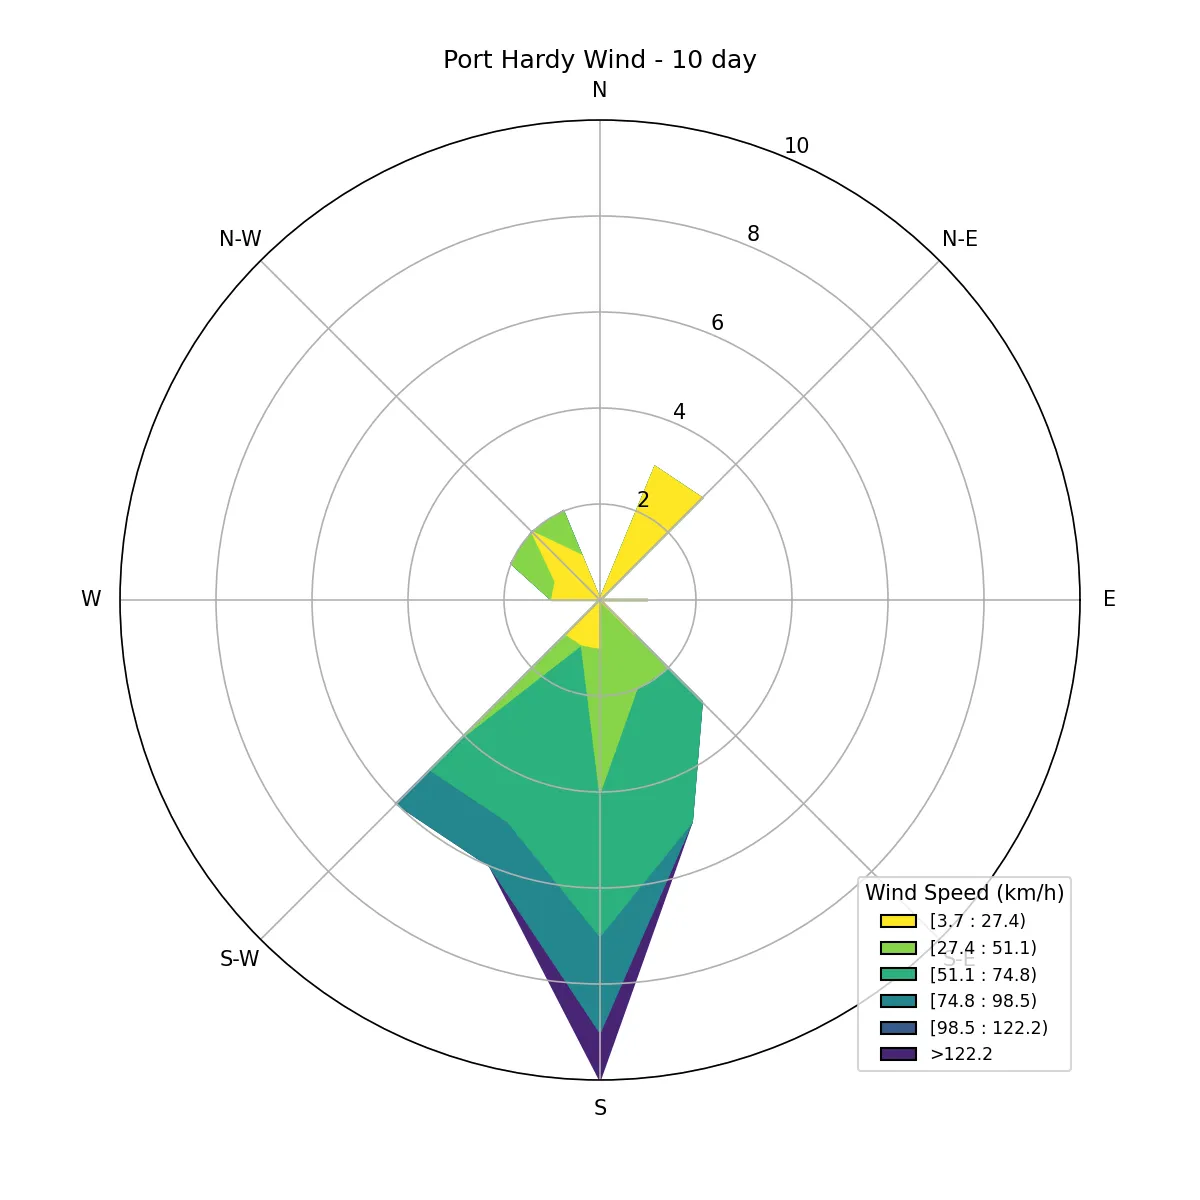 Port Hardy Wind - 10 day
N
10
N-W
N-E
8
6
4
2
W
E
Wind Speed (km/h)
[3.7 : 27.4)
[27.4 : 51.1)
S-W
S-E
[51.1 : 74.8)
[74.8 : 98.5)
[98.5 : 122.2)
>122.2
S